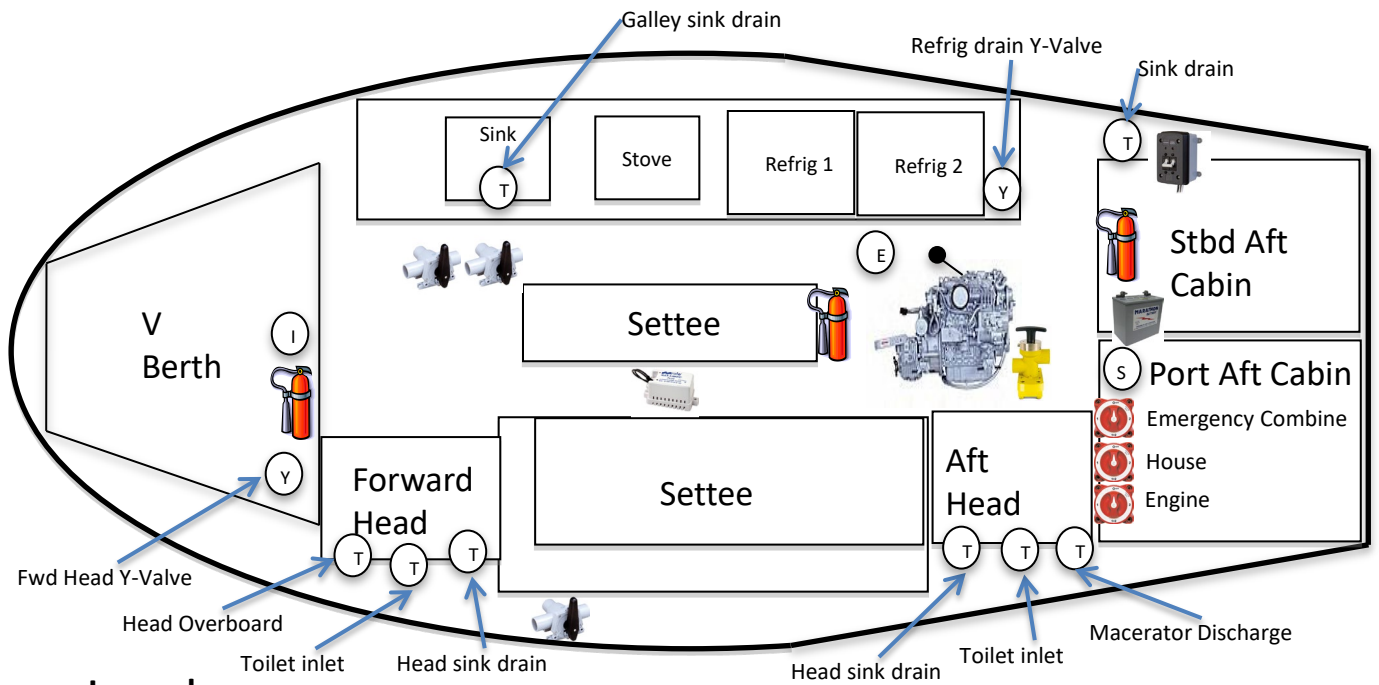 Galley sink drain
Refrig drain Y-Valve
Sink drain
Sink
T
Stove
Refrig 1
Refrig 2
Y
T
E
Stbd Aft
Cabin
V
Berth
I
Settee
S
Port Aft Cabin
Emergency Combine
House
Engine
Y
Forward
Head
Settee
Aft
Head
T
T
T
T
T
T
Fwd Head Y-Valve
Head Overboard
Toilet inlet
Head sink drain
Head sink drain
Toilet inlet
Macerator Discharge